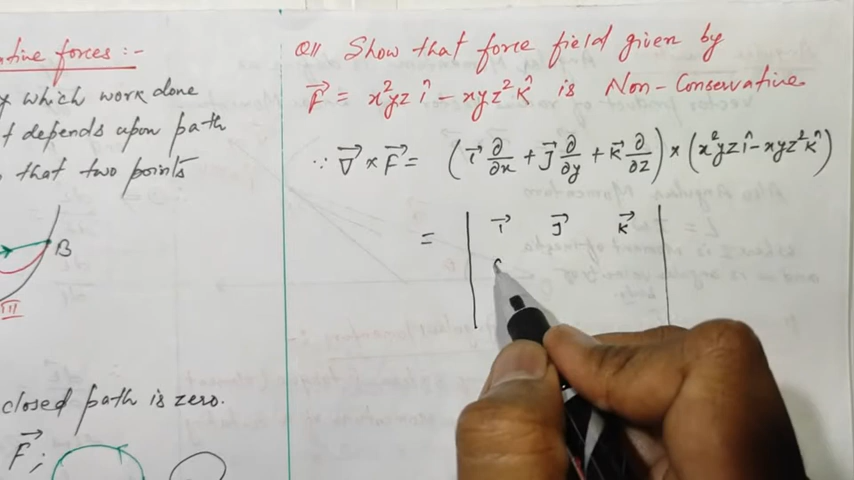 ative forces :-
y which work done
t depends upon path
that two points
B
III
closed path is zero.
F⃗ ;
Q11 Show that force field given by
F⃗ = x²yz î - xyz² k̂ is Non-Conservative
∵ ∇⃗ × F⃗ = (i⃗ ∂/∂x + j⃗ ∂/∂y + k⃗ ∂/∂z) × (x²yz î - xyz² k̂)
= | i⃗ j⃗ k⃗ |